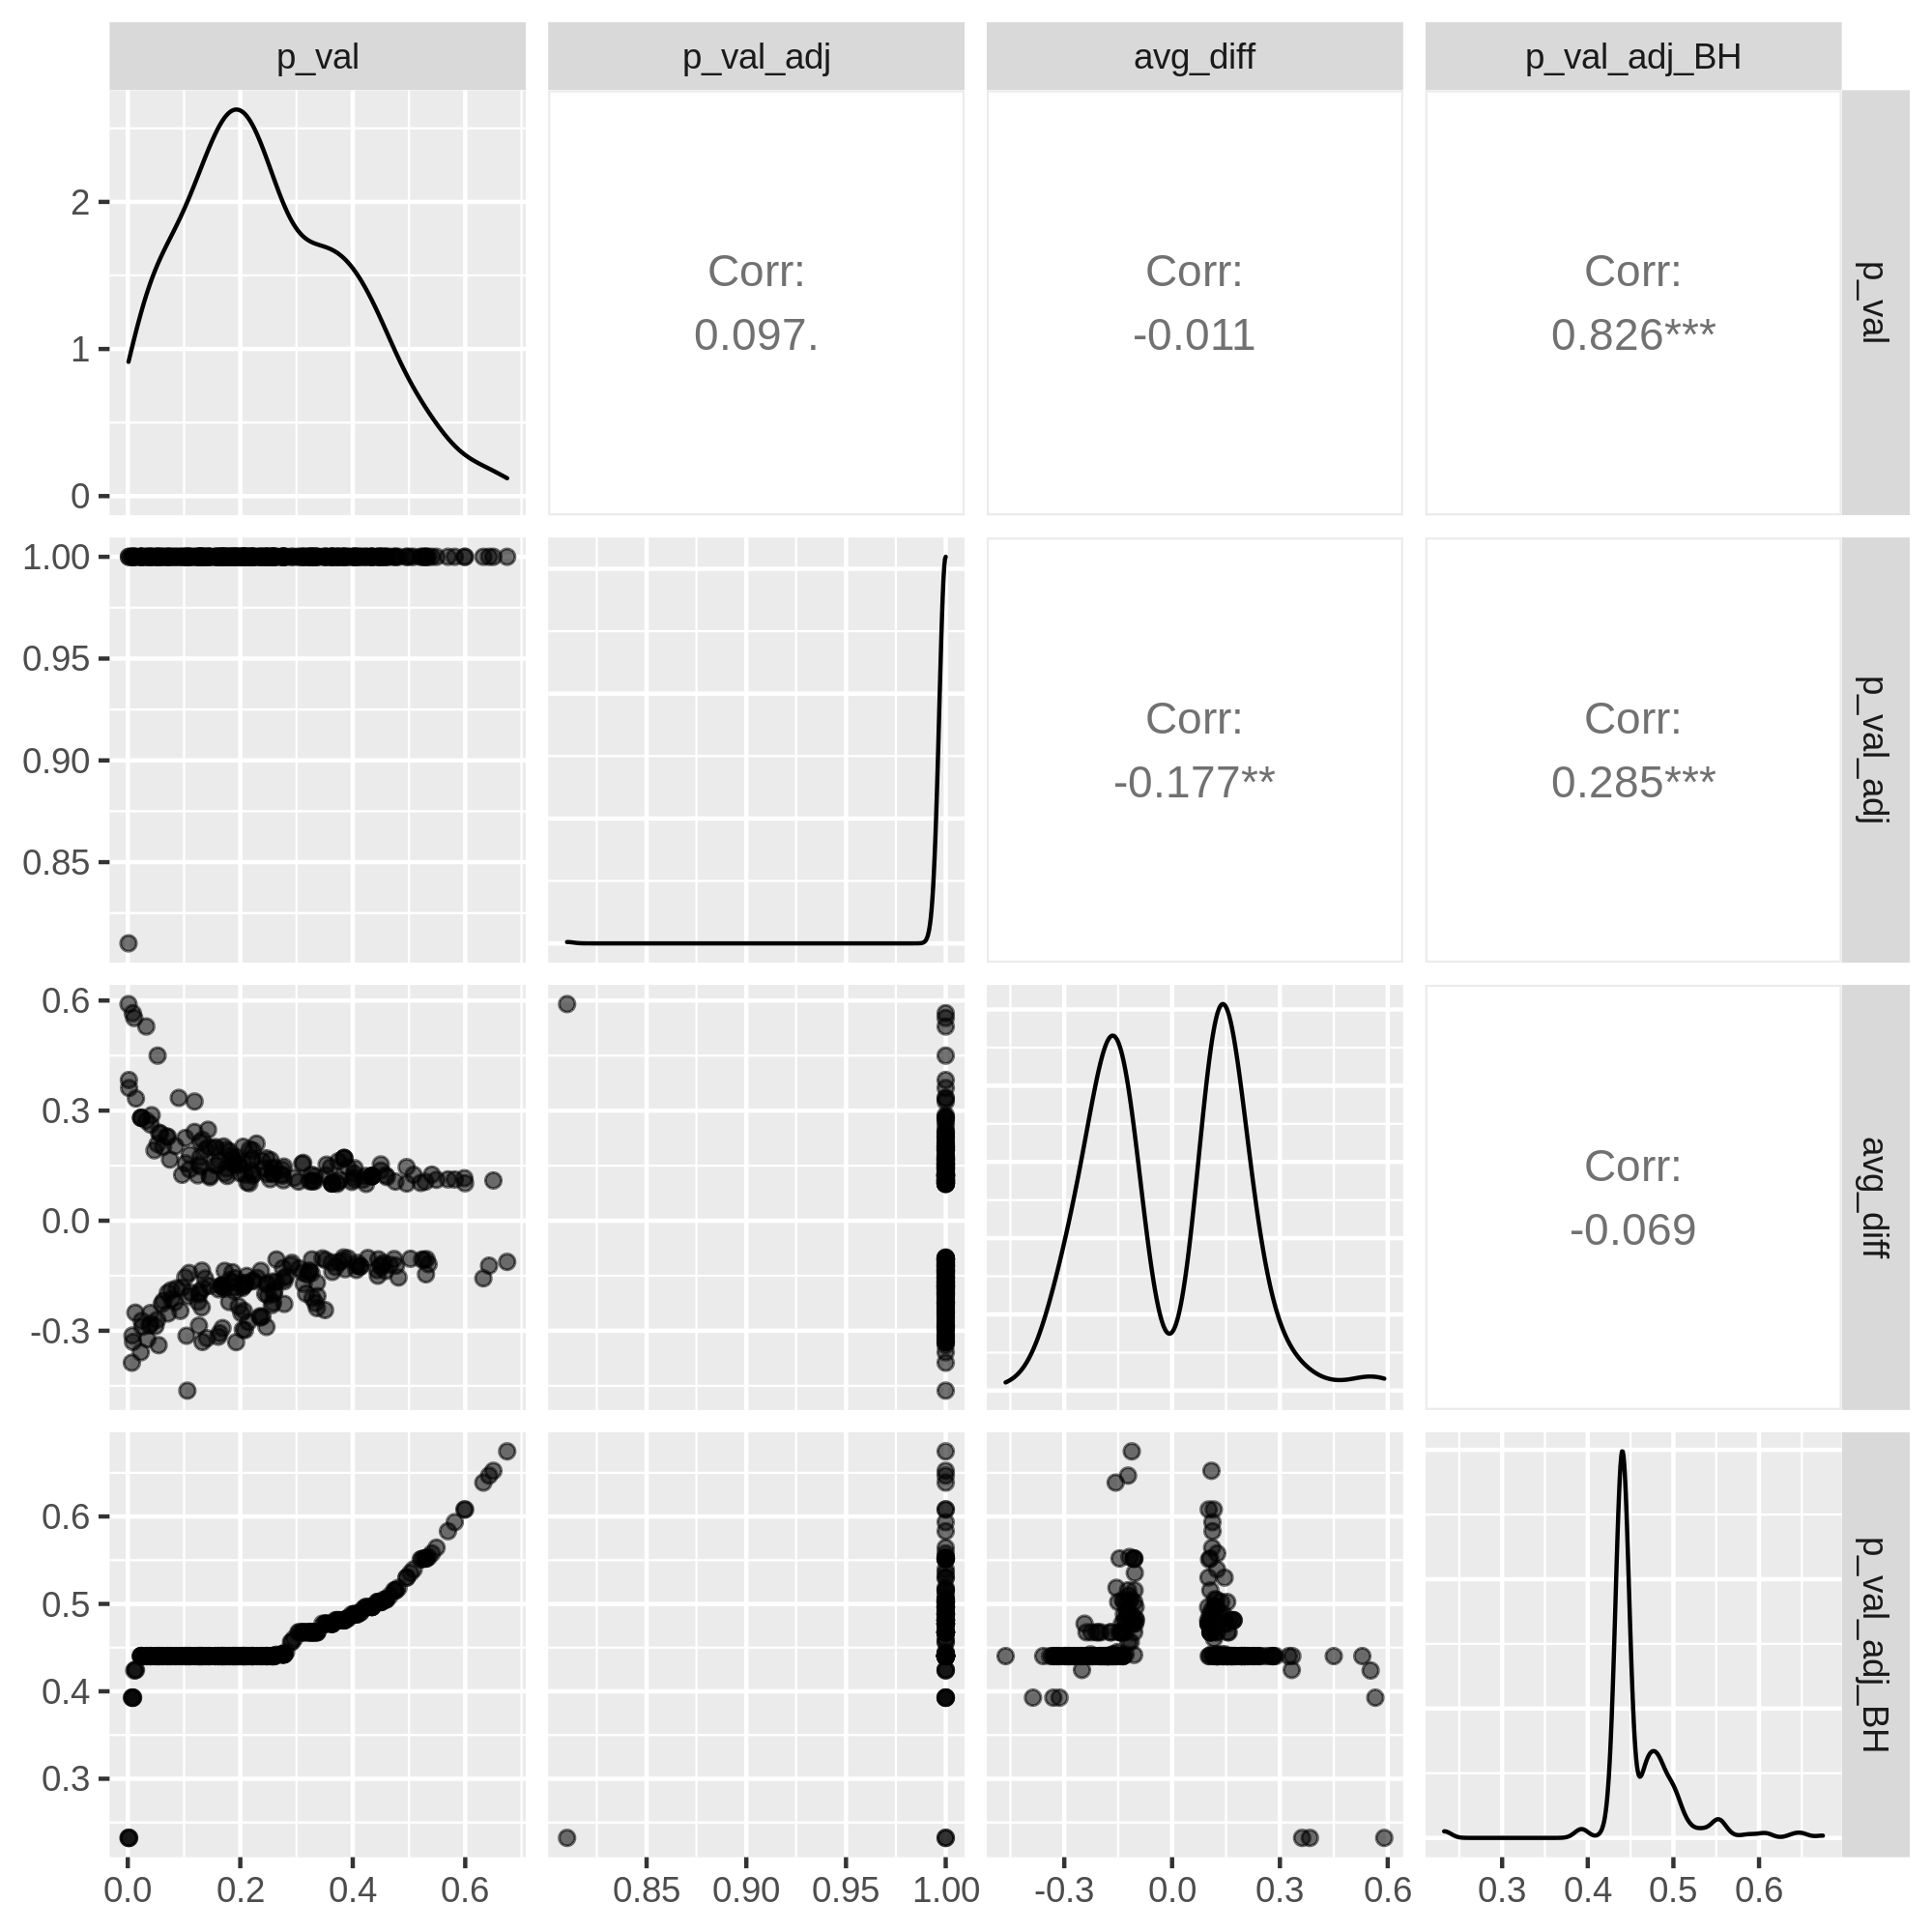 p_val p_val_adj avg_diff p_val_adj_BH
2
1
0
Corr:
0.097.
Corr:
-0.011
Corr:
0.826***
p_val
1.00
0.95
0.90
0.85
Corr:
-0.177**
Corr:
0.285***
p_val_adj
0.6
0.3
0.0
-0.3
Corr:
-0.069
avg_diff
0.6
0.5
0.4
0.3
p_val_adj_BH
0.0 0.2 0.4 0.6 0.85 0.90 0.95 1.00 -0.3 0.0 0.3 0.6 0.3 0.4 0.5 0.6